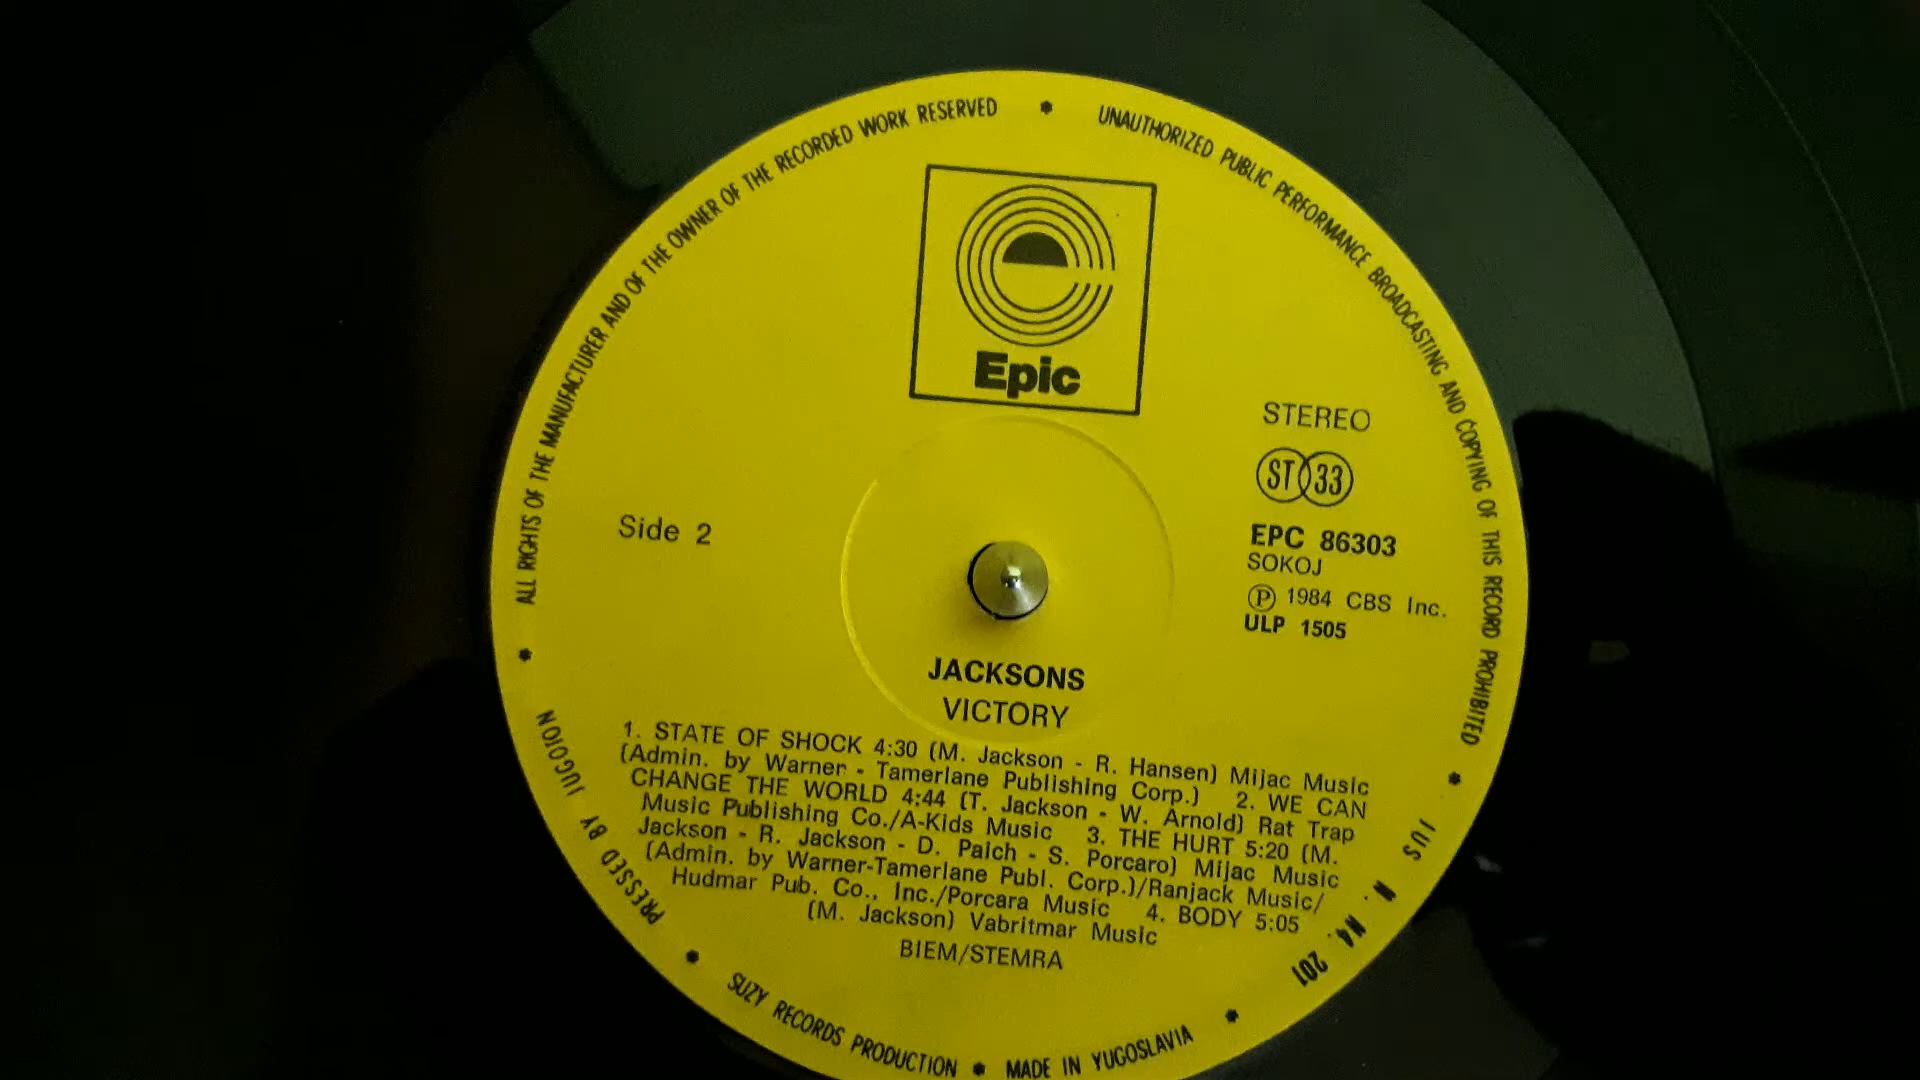 ALL RIGHTS OF THE MANUFACTURER AND OF THE OWNER OF THE RECORDED WORK RESERVED * UNAUTHORIZED PUBLIC PERFORMANCE BROADCASTING AND COPYING OF THIS RECORD PROHIBITED *
Epic
STEREO
ST 33
Side 2
EPC 86303
SOKOJ
Ⓟ 1984 CBS Inc.
ULP 1505
JACKSONS
VICTORY
1. STATE OF SHOCK 4:30 (M. Jackson - R. Hansen) Mijac Music
(Admin. by Warner - Tamerlane Publishing Corp.) 2. WE CAN
CHANGE THE WORLD 4:44 (T. Jackson - W. Arnold) Rat Trap
Music Publishing Co./A-Kids Music 3. THE HURT 5:20 (M.
Jackson - R. Jackson - D. Paich - S. Porcaro) Mijac Music
(Admin. by Warner-Tamerlane Publ. Corp.)/Ranjack Music/
Hudmar Pub. Co., Inc./Porcara Music 4. BODY 5:05
(M. Jackson) Vabritmar Music
BIEM/STEMRA
JUS N. N4. 201
* PRESSED BY JUGOTON * SUZY RECORDS PRODUCTION * MADE IN YUGOSLAVIA *